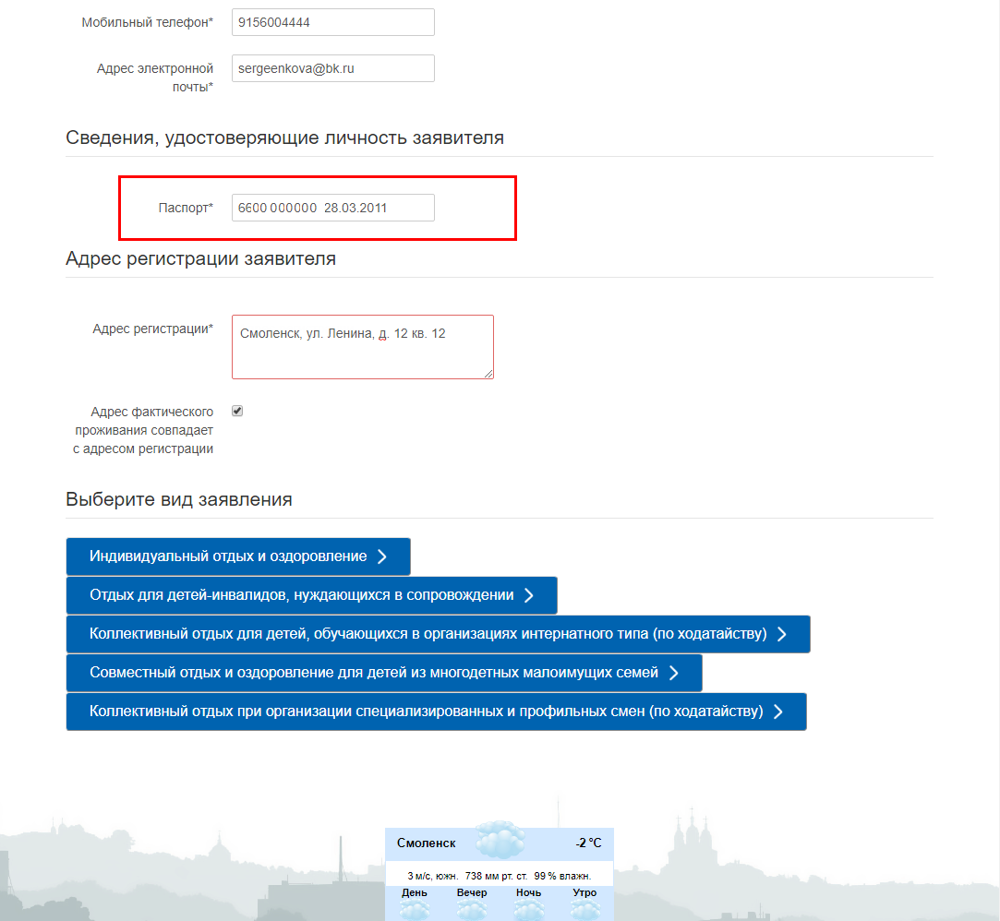 Мобильный телефон* 9156004444
Адрес электронной sergeenkova@bk.ru
почты*
Сведения, удостоверяющие личность заявителя
Паспорт* 6600 000000 28.03.2011
Адрес регистрации заявителя
Адрес регистрации* Смоленск, ул. Ленина, д. 12 кв. 12
Адрес фактического
проживания совпадает
с адресом регистрации
Выберите вид заявления
Индивидуальный отдых и оздоровление
Отдых для детей-инвалидов, нуждающихся в сопровождении
Коллективный отдых для детей, обучающихся в организациях интернатного типа (по ходатайству)
Совместный отдых и оздоровление для детей из многодетных малоимущих семей
Коллективный отдых при организации специализированных и профильных смен (по ходатайству)
Смоленск -2 °C
3 м/с, южн. 738 мм рт. ст. 99 % влажн.
День Вечер Ночь Утро